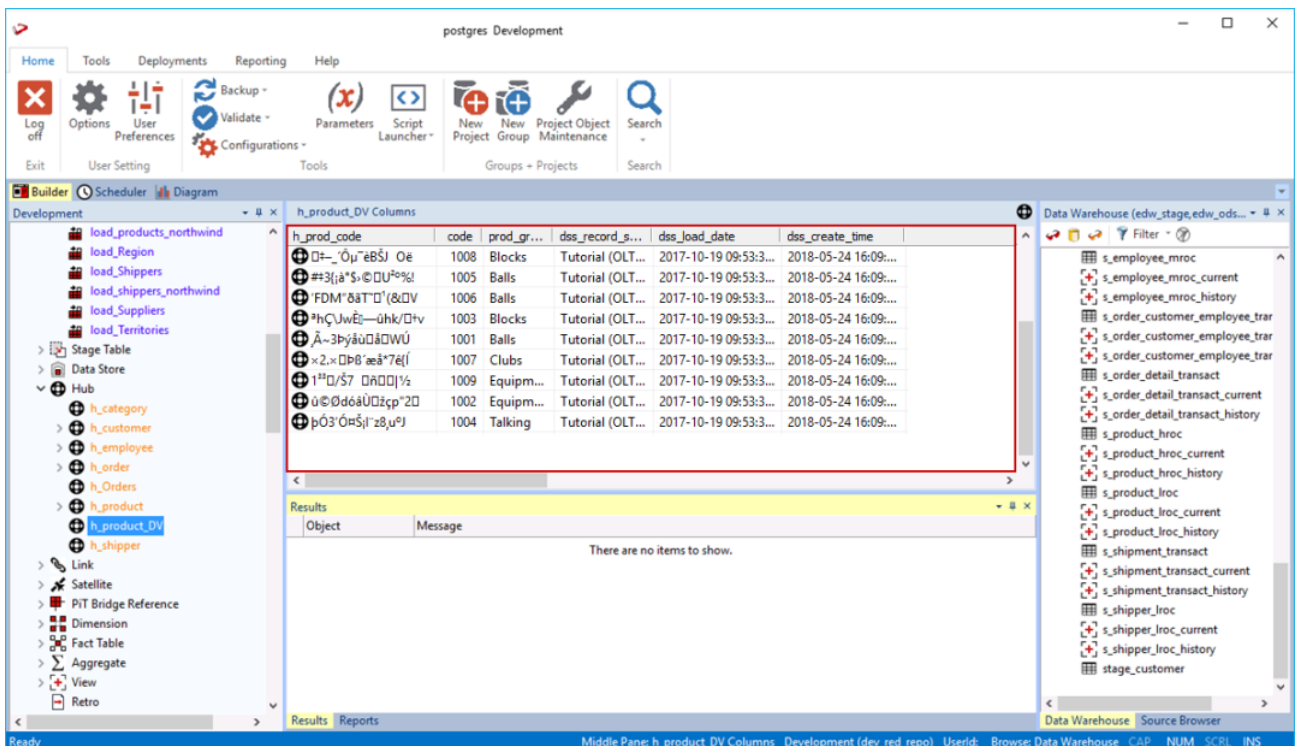 postgres Development
Home Tools Deployments Reporting Help
Log off
Options
User Preferences
Backup
Validate
Configurations
(x)
Parameters
Script Launcher
New Project
New Group
Project Object Maintenance
Search
Exit User Setting Tools Groups + Projects Search
Builder Scheduler Diagram
Development
load_products_northwind
load_Region
load_Shippers
load_shippers_northwind
load_Suppliers
load_Territories
Stage Table
Data Store
Hub
h_category
h_customer
h_employee
h_order
h_Orders
h_product
h_product_DV
h_shipper
Link
Satellite
PiT Bridge Reference
Dimension
Fact Table
Aggregate
View
Retro
h_product_DV Columns
h_prod_code code prod_gr... dss_record_s... dss_load_date dss_create_time
1008 Blocks Tutorial (OLT... 2017-10-19 09:53:3... 2018-05-24 16:09:...
1005 Balls Tutorial (OLT... 2017-10-19 09:53:3... 2018-05-24 16:09:...
1006 Balls Tutorial (OLT... 2017-10-19 09:53:3... 2018-05-24 16:09:...
1003 Blocks Tutorial (OLT... 2017-10-19 09:53:3... 2018-05-24 16:09:...
1001 Balls Tutorial (OLT... 2017-10-19 09:53:3... 2018-05-24 16:09:...
1007 Clubs Tutorial (OLT... 2017-10-19 09:53:3... 2018-05-24 16:09:...
1009 Equipm... Tutorial (OLT... 2017-10-19 09:53:3... 2018-05-24 16:09:...
1002 Equipm... Tutorial (OLT... 2017-10-19 09:53:3... 2018-05-24 16:09:...
1004 Talking Tutorial (OLT... 2017-10-19 09:53:3... 2018-05-24 16:09:...
Results
Object Message
There are no items to show.
Results Reports
Data Warehouse (edw_stage,edw_ods...
Filter
s_employee_mroc
s_employee_mroc_current
s_employee_mroc_history
s_order_customer_employee_trar
s_order_customer_employee_trar
s_order_customer_employee_trar
s_order_detail_transact
s_order_detail_transact_current
s_order_detail_transact_history
s_product_hroc
s_product_hroc_current
s_product_hroc_history
s_product_lroc
s_product_lroc_current
s_product_lroc_history
s_shipment_transact
s_shipment_transact_current
s_shipment_transact_history
s_shipper_lroc
s_shipper_lroc_current
s_shipper_lroc_history
stage_customer
Data Warehouse Source Browser
Ready Middle Pane: h_product_DV Columns Development (dev_red_repo) UserId: Browse: Data Warehouse CAP NUM SCRL INS